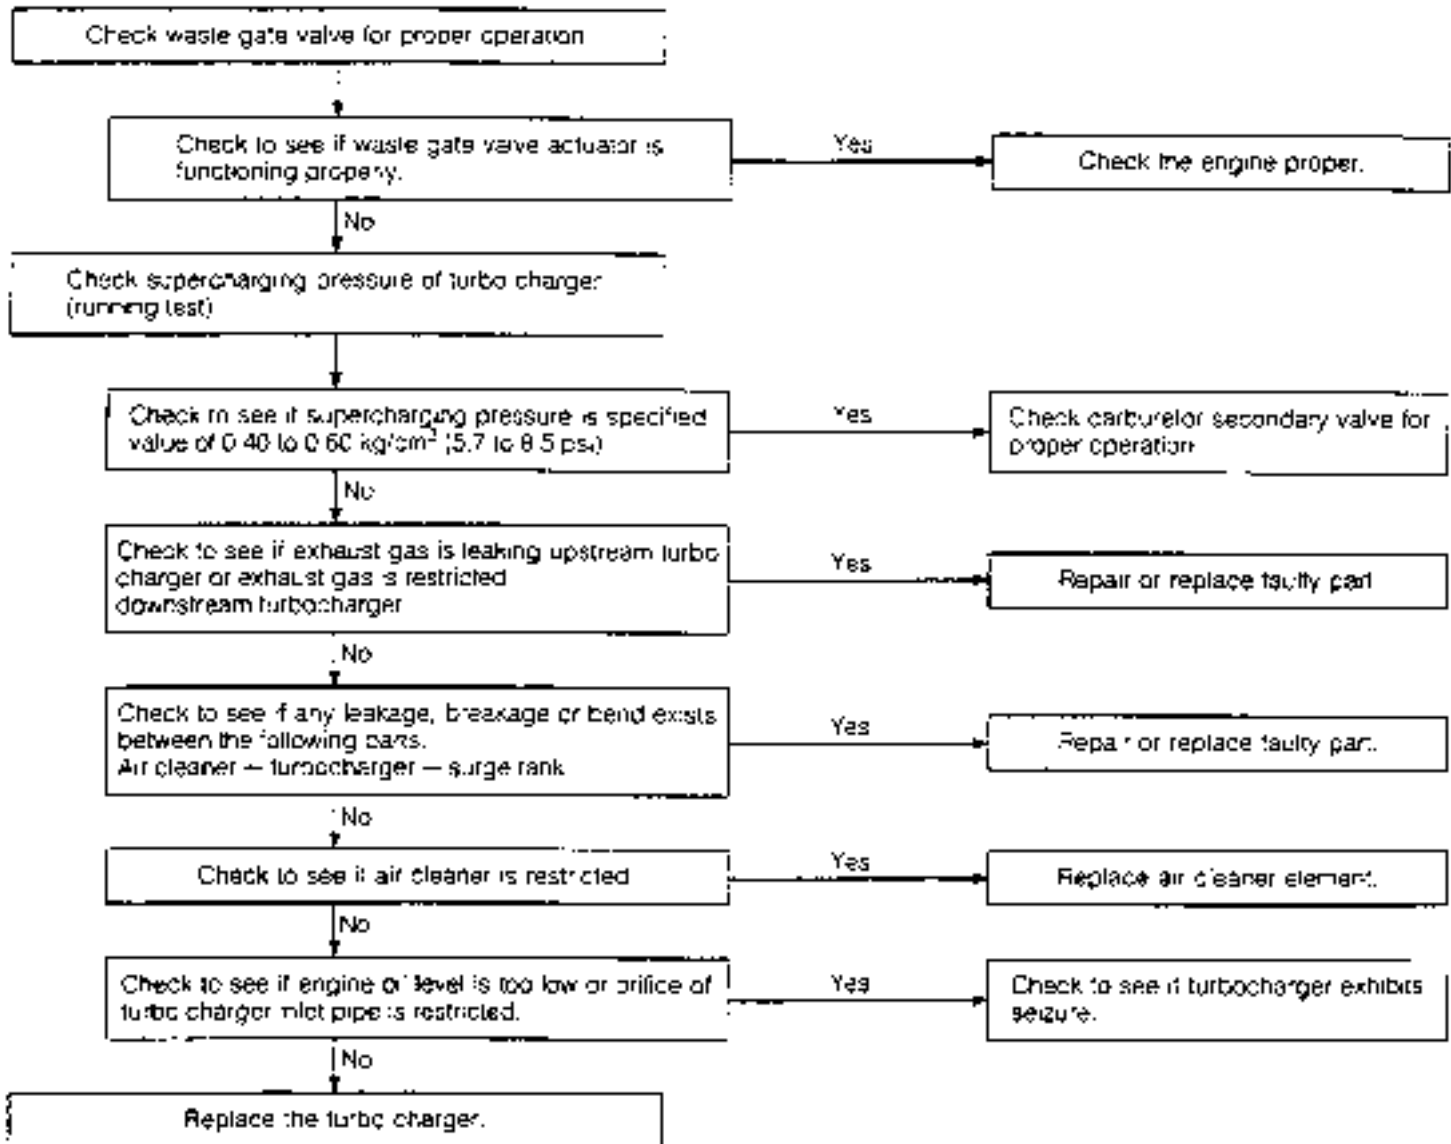 Check waste gate valve for proper operation
Check to see if waste gate valve actuator is
functioning properly.
Yes
Check the engine proper.
No
Check supercharging pressure of turbo charger
(running test)
Check to see if supercharging pressure is specified
value of 0.40 to 0.60 kg/cm² (5.7 to 8.5 psi)
Yes
Check carburetor secondary valve for
proper operation
No
Check to see if exhaust gas is leaking upstream turbo
charger or exhaust gas is restricted
downstream turbocharger
Yes
Repair or replace faulty part
No
Check to see if any leakage, breakage or bend exists
between the following parts.
Air cleaner — turbocharger — surge tank
Yes
Repair or replace faulty part.
No
Check to see if air cleaner is restricted
Yes
Replace air cleaner element.
No
Check to see if engine oil level is too low or orifice of
turbo charger inlet pipe is restricted.
Yes
Check to see if turbocharger exhibits
seizure.
No
Replace the turbo charger.